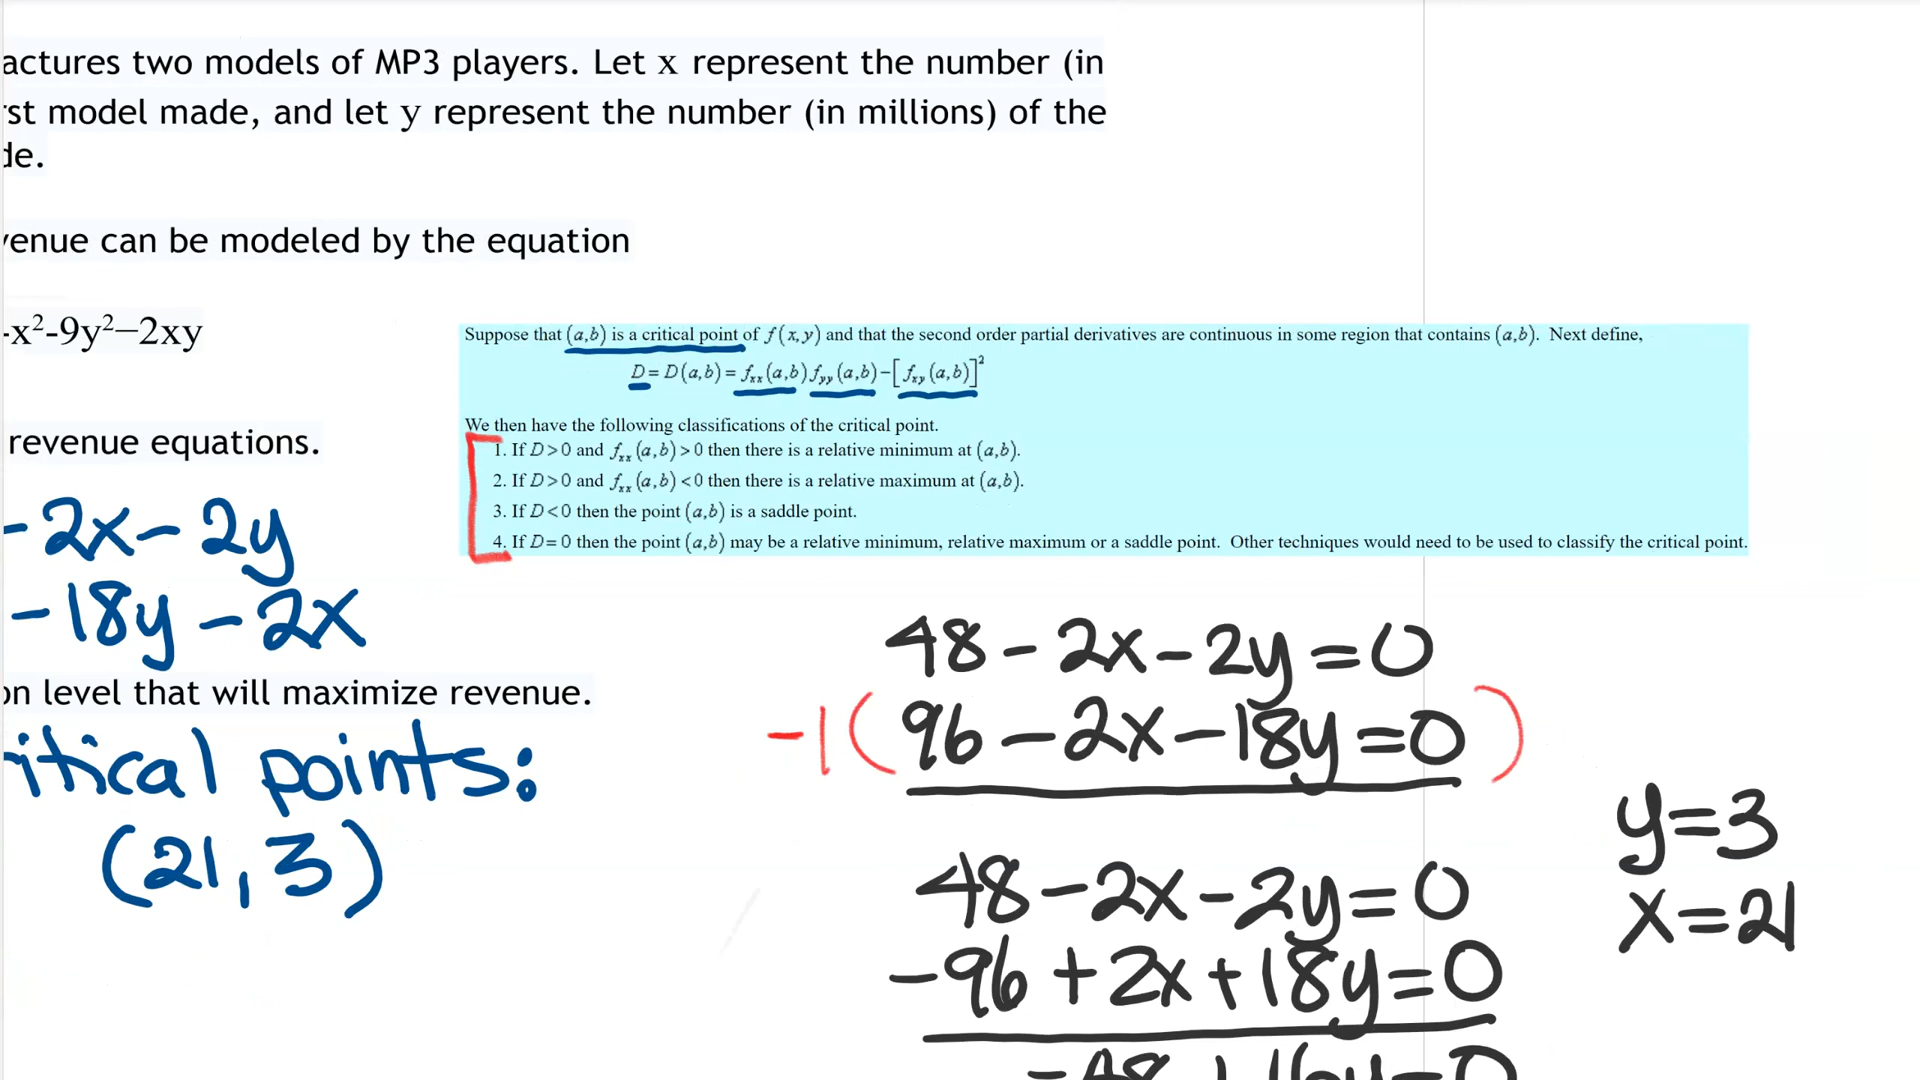 actures two models of MP3 players. Let x represent the number (in
st model made, and let y represent the number (in millions) of the
de.
enue can be modeled by the equation
-x²-9y²–2xy
Suppose that (a,b) is a critical point of f(x,y) and that the second order partial derivatives are continuous in some region that contains (a,b). Next define,
D = D(a,b) = fₓₓ(a,b) f_yy(a,b) − [f_xy(a,b)]²
We then have the following classifications of the critical point.
1. If D > 0 and fₓₓ(a,b) > 0 then there is a relative minimum at (a,b).
2. If D > 0 and fₓₓ(a,b) < 0 then there is a relative maximum at (a,b).
3. If D < 0 then the point (a,b) is a saddle point.
4. If D = 0 then the point (a,b) may be a relative minimum, relative maximum or a saddle point. Other techniques would need to be used to classify the critical point.
revenue equations.
-2x-2y
-18y-2x
on level that will maximize revenue.
itical points:
(21,3)
48-2x-2y=0
-1(96-2x-18y=0)
48-2x-2y=0
-96+2x+18y=0
-48+16y=0
y=3
x=21